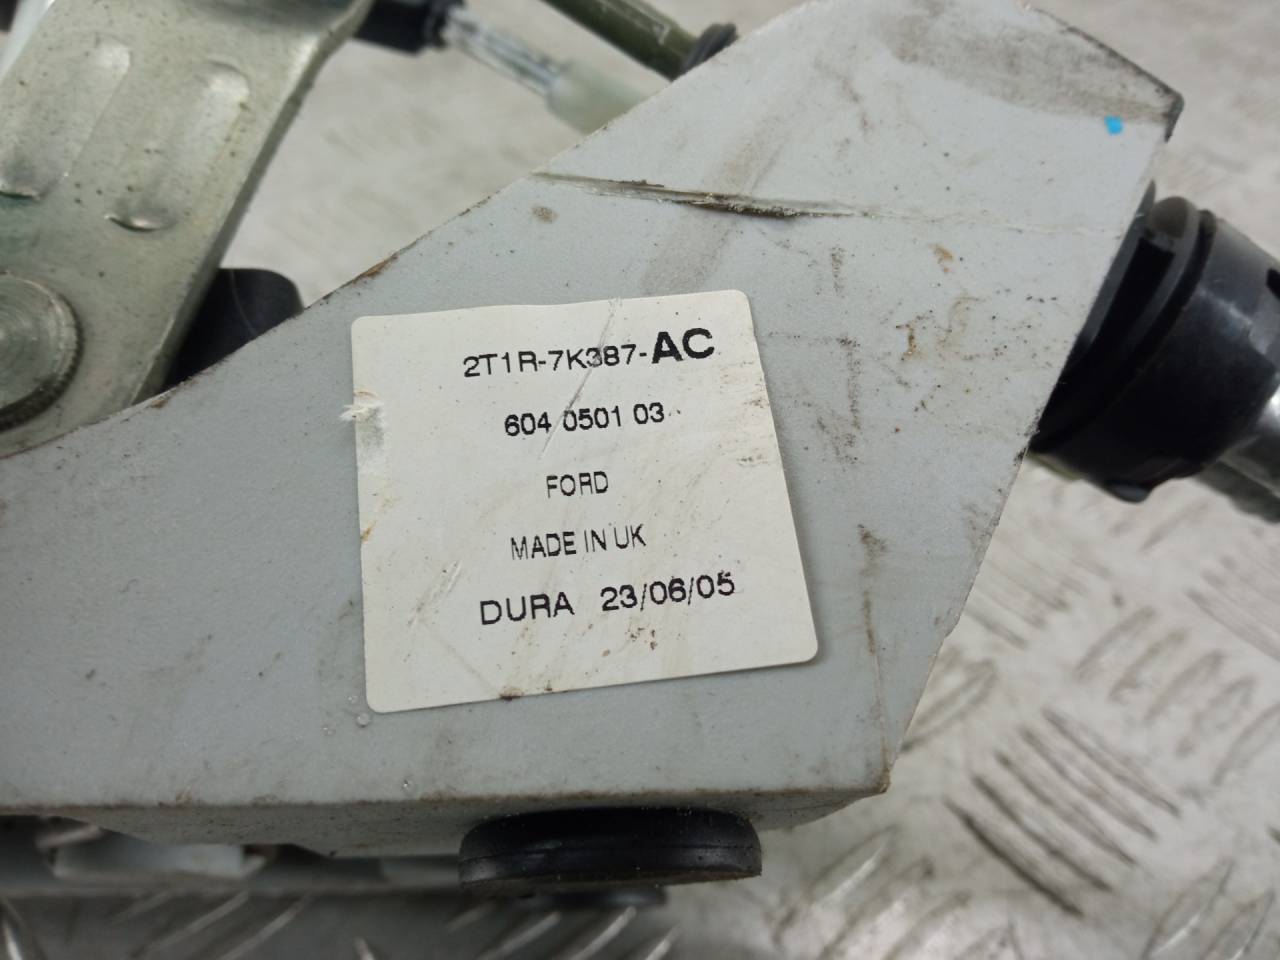 2T1R-7K387-AC
604 0501 03
FORD
MADE IN UK
DURA 23/06/05